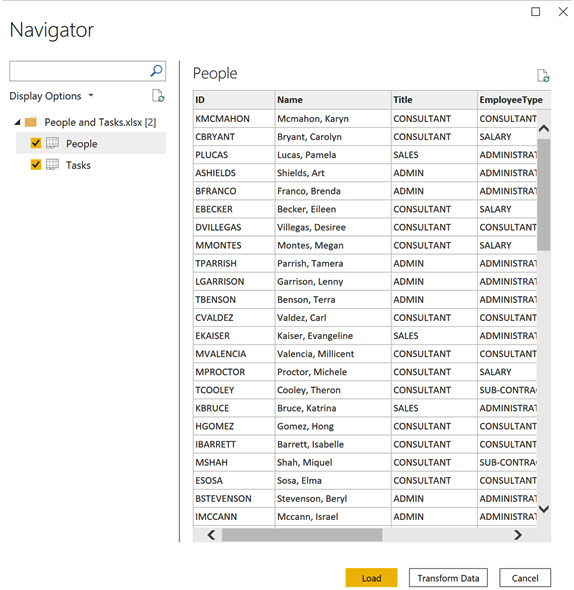 Navigator
Display Options
People and Tasks.xlsx [2]
People
Tasks
People
ID Name Title EmployeeType
KMCMAHON Mcmahon, Karyn CONSULTANT CONSULTANT
CBRYANT Bryant, Carolyn CONSULTANT SALARY
PLUCAS Lucas, Pamela SALES ADMINISTRAT
ASHIELDS Shields, Art ADMIN ADMINISTRAT
BFRANCO Franco, Brenda ADMIN ADMINISTRAT
EBECKER Becker, Eileen CONSULTANT SALARY
DVILLEGAS Villegas, Desiree CONSULTANT CONSULTANT
MMONTES Montes, Megan CONSULTANT SALARY
TPARRISH Parrish, Tamera ADMIN ADMINISTRAT
LGARRISON Garrison, Lenny ADMIN ADMINISTRAT
TBENSON Benson, Terra ADMIN ADMINISTRAT
CVALDEZ Valdez, Carl CONSULTANT CONSULTANT
EKAISER Kaiser, Evangeline SALES ADMINISTRAT
MVALENCIA Valencia, Millicent CONSULTANT CONSULTANT
MPROCTOR Proctor, Michele CONSULTANT SALARY
TCOOLEY Cooley, Theron CONSULTANT SUB-CONTRA
KBRUCE Bruce, Katrina SALES ADMINISTRAT
HGOMEZ Gomez, Hong CONSULTANT CONSULTANT
IBARRETT Barrett, Isabelle CONSULTANT CONSULTANT
MSHAH Shah, Miquel CONSULTANT SUB-CONTRA
ESOSA Sosa, Elma CONSULTANT CONSULTANT
BSTEVENSON Stevenson, Beryl ADMIN ADMINISTRAT
IMCCANN Mccann, Israel ADMIN ADMINISTRAT
Load Transform Data Cancel